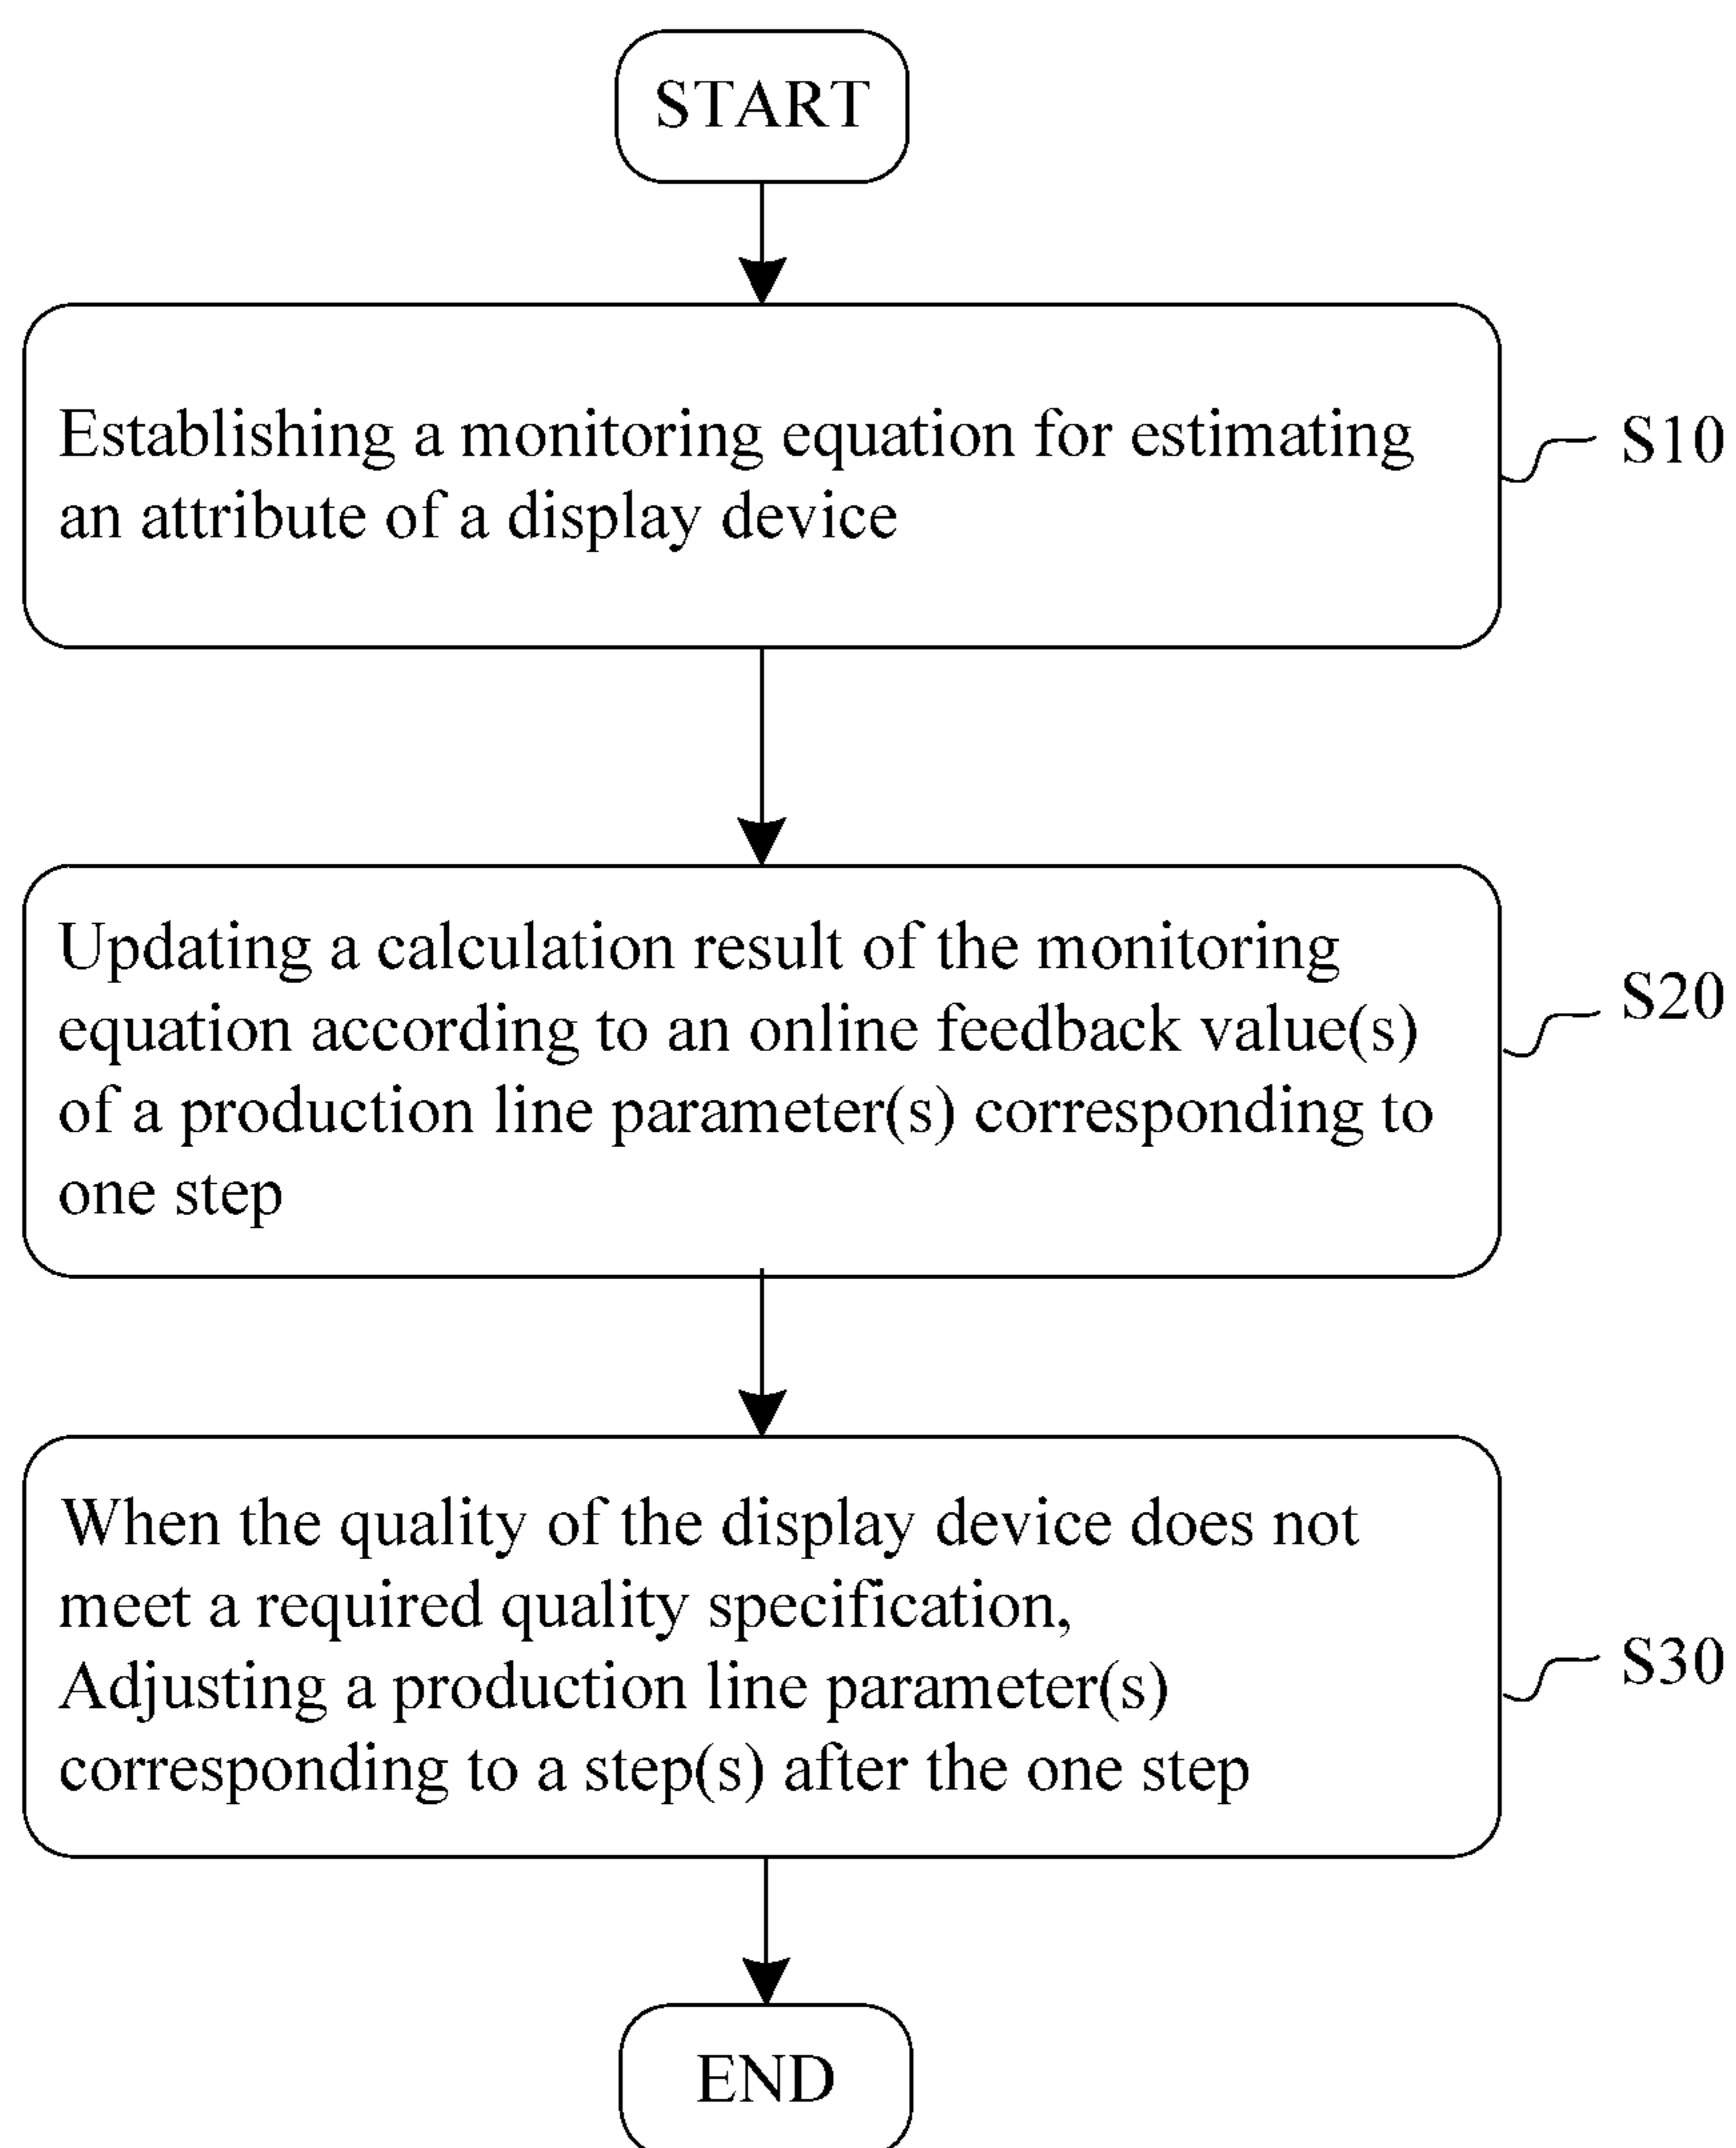 START
Establishing a monitoring equation for estimating
an attribute of a display device
S10
Updating a calculation result of the monitoring
equation according to an online feedback value(s)
of a production line parameter(s) corresponding to
one step
S20
When the quality of the display device does not
meet a required quality specification,
Adjusting a production line parameter(s)
corresponding to a step(s) after the one step
S30
END